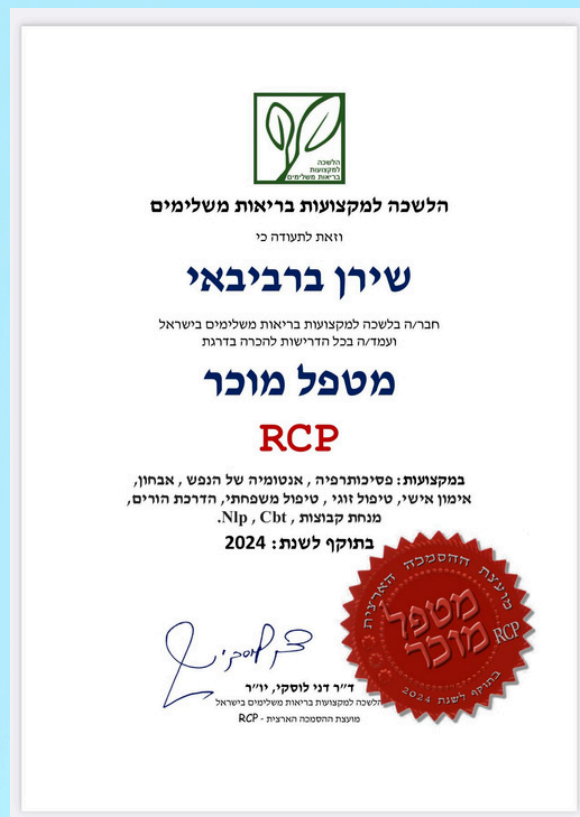 הלשכה
למקצועות
בריאות משלימים
הלשכה למקצועות בריאות משלימים
וזאת לתעודה כי
שירן ברביבאי
חבר/ה בלשכה למקצועות בריאות משלימים בישראל
ועמד/ה בכל הדרישות להכרה בדרגת
מטפל מוכר
RCP
במקצועות: פסיכותרפיה , אנטומיה של הנפש , אבחון,
אימון אישי, טיפול זוגי , טיפול משפחתי, הדרכת הורים,
מנחת קבוצות , Nlp , Cbt.
בתוקף לשנת: 2024
מועצת ההסמכה הארצית
מטפל
מוכר
RCP
בתוקף לשנת 2024
ד"ר דני לוסקי, יו"ר
הלשכה למקצועות בריאות משלימים בישראל
מועצת ההסמכה הארצית - RCP